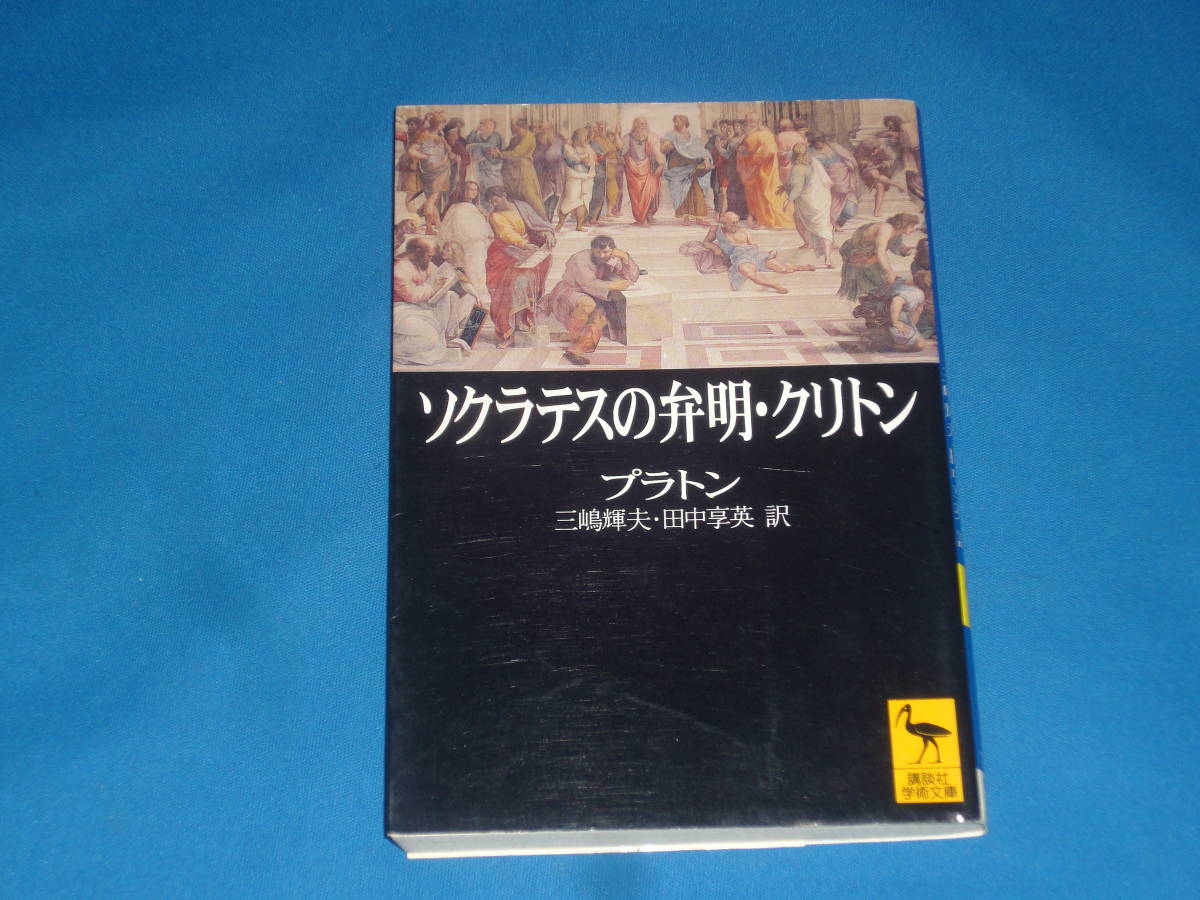 ソクラテスの弁明・クリトン
プラトン
三嶋輝夫・田中享英 訳
講談社
学術文庫